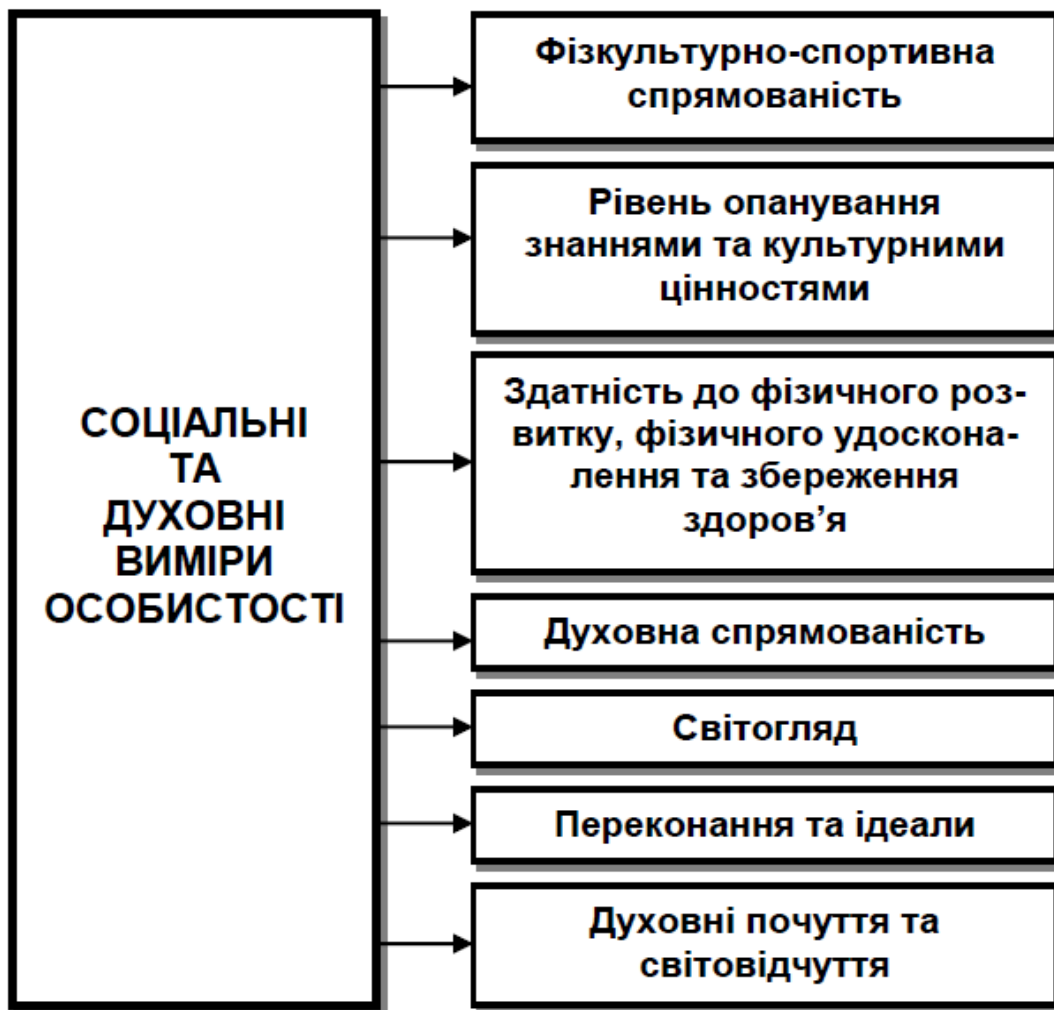 СОЦІАЛЬНІ
ТА
ДУХОВНІ
ВИМІРИ
ОСОБИСТОСТІ
Фізкультурно-спортивна
спрямованість
Рівень опанування
знаннями та культурними
цінностями
Здатність до фізичного роз-
витку, фізичного удоскона-
лення та збереження
здоров’я
Духовна спрямованість
Світогляд
Переконання та ідеали
Духовні почуття та
світовідчуття